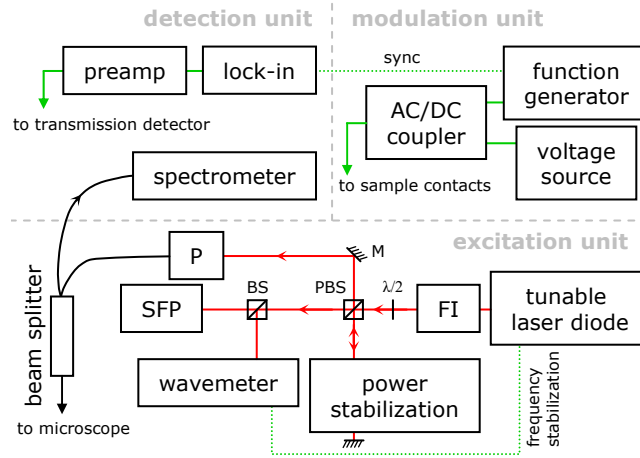 detection unit
modulation unit
preamp
lock-in
sync
function
generator
to transmission detector
AC/DC
coupler
voltage
source
to sample contacts
spectrometer
excitation unit
P
M
SFP
BS
PBS
λ/2
FI
tunable
laser diode
beam splitter
wavemeter
power
stabilization
frequency
stabilization
to microscope